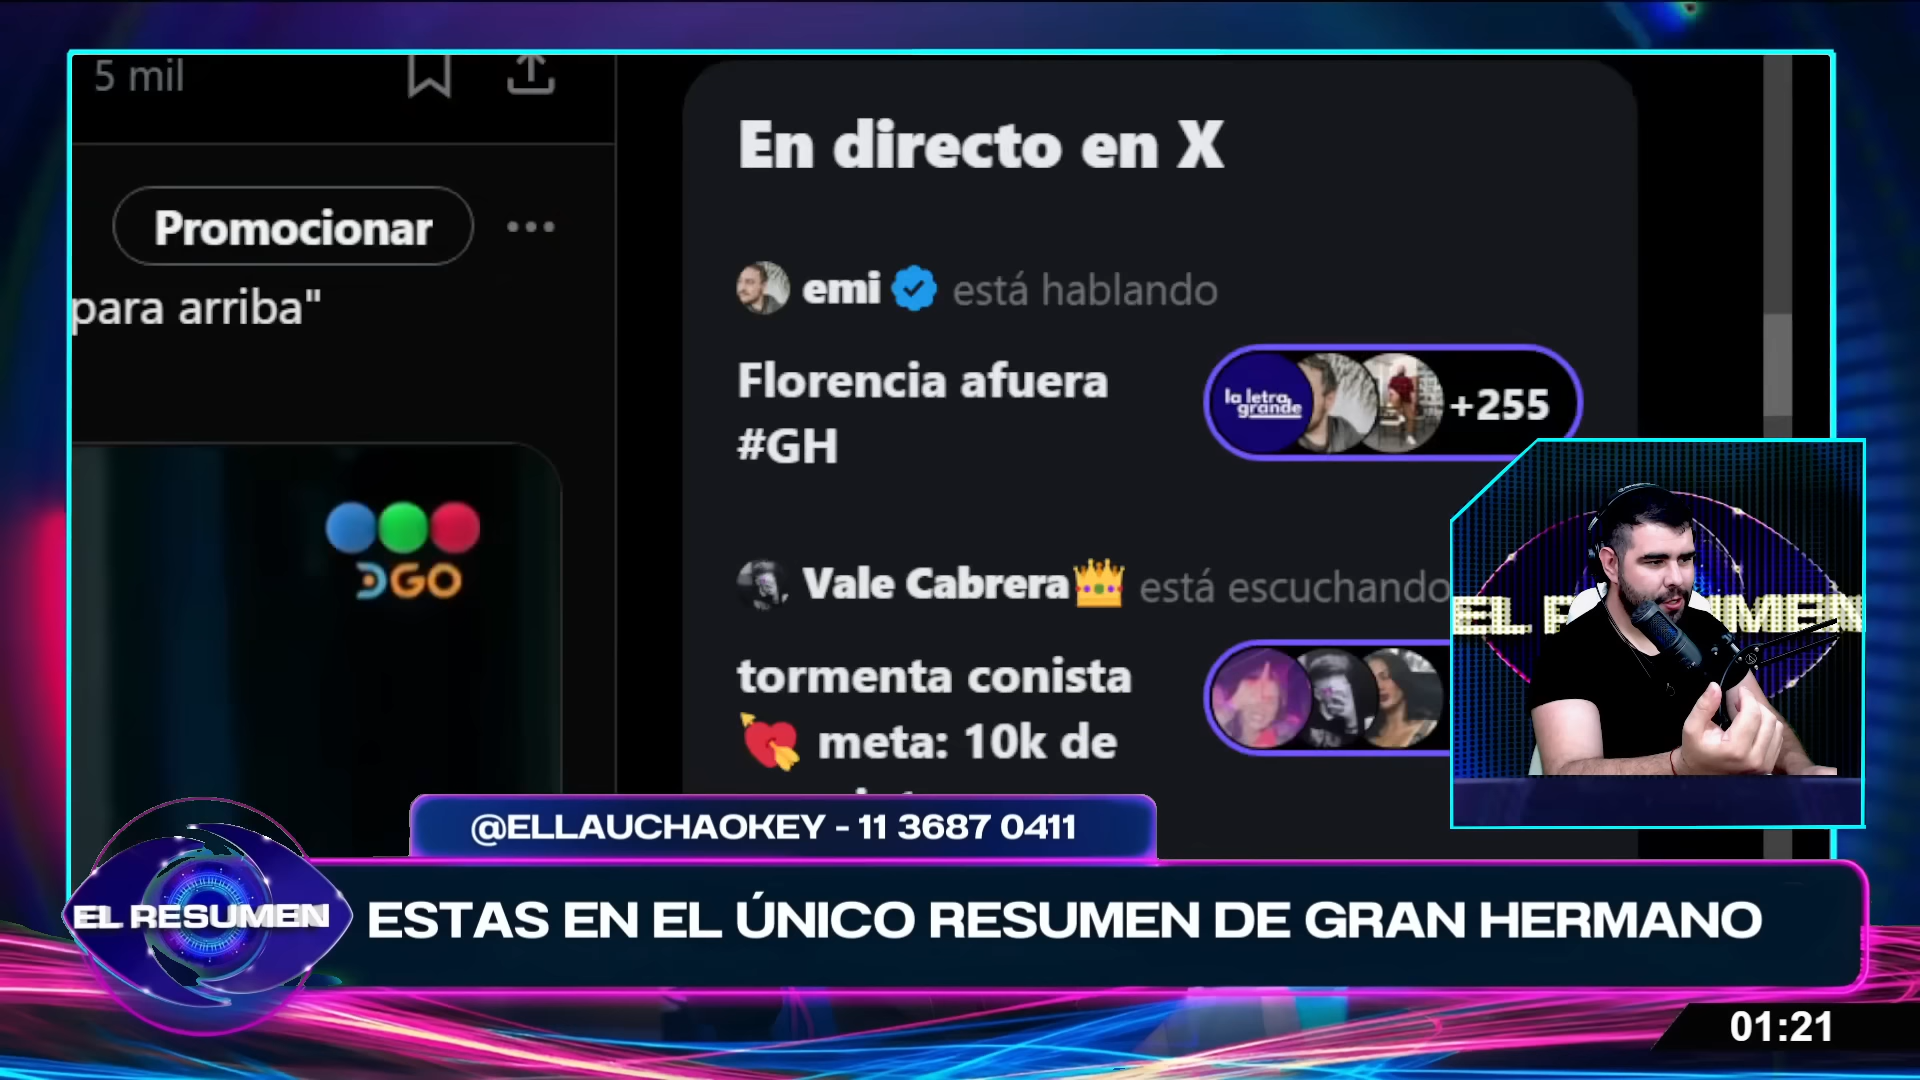 5 mil
Promocionar
para arriba"
DGO
En directo en X
emi está hablando
Florencia afuera
#GH
la letra
grande
+255
Vale Cabrera👑 está escuchando
tormenta conista
💘 meta: 10k de
EL RESUMEN
@ELLAUCHAOKEY - 11 3687 0411
EL RESUMEN
ESTAS EN EL ÚNICO RESUMEN DE GRAN HERMANO
01:21